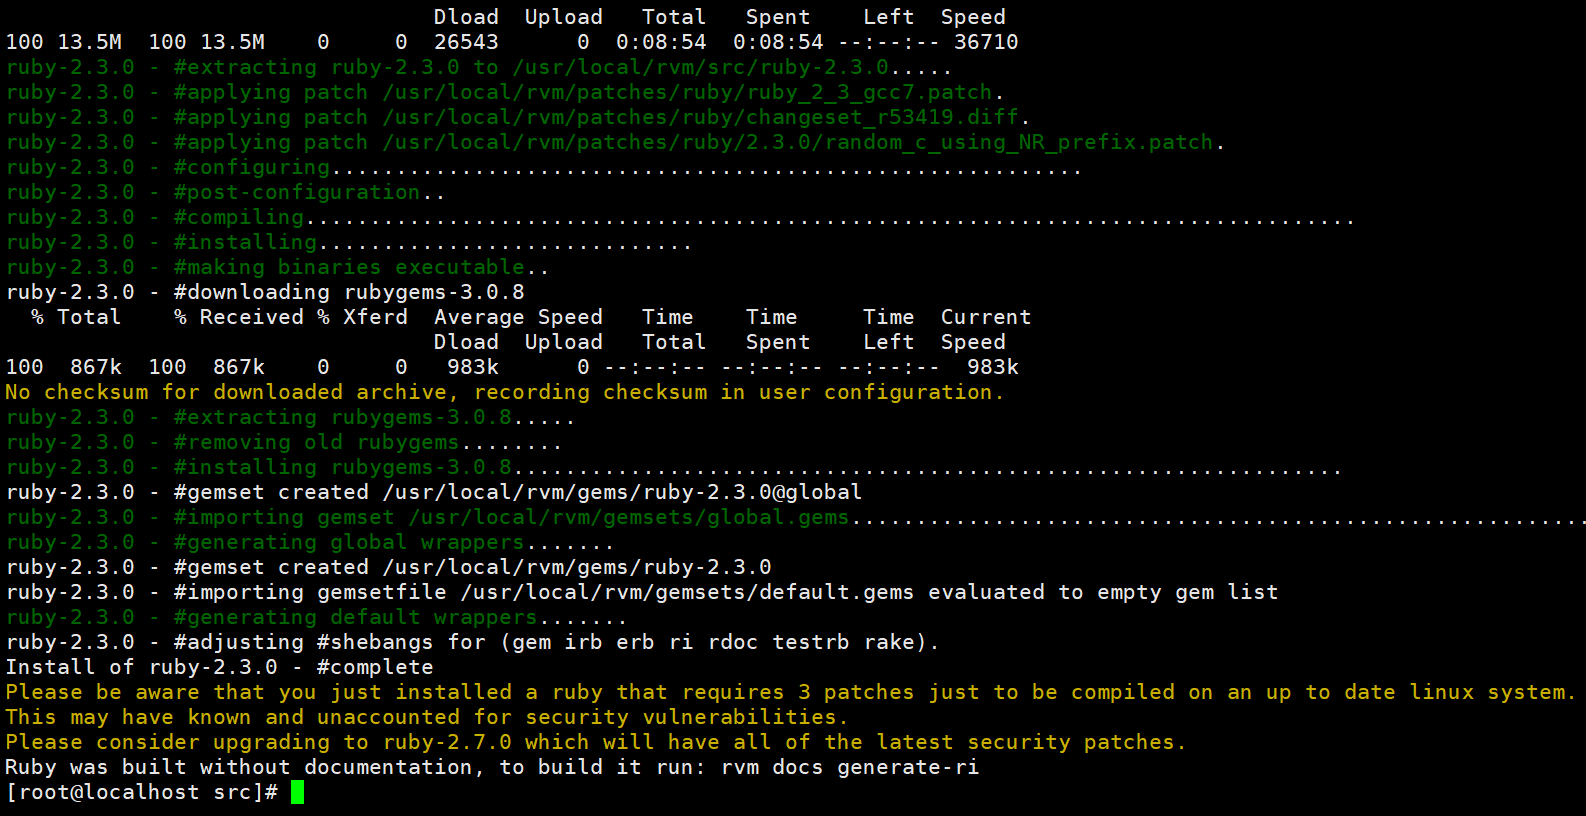 Dload  Upload   Total   Spent    Left  Speed
100 13.5M  100 13.5M    0     0  26543      0  0:08:54  0:08:54 --:--:-- 36710
ruby-2.3.0 - #extracting ruby-2.3.0 to /usr/local/rvm/src/ruby-2.3.0.....
ruby-2.3.0 - #applying patch /usr/local/rvm/patches/ruby/ruby_2_3_gcc7.patch.
ruby-2.3.0 - #applying patch /usr/local/rvm/patches/ruby/changeset_r53419.diff.
ruby-2.3.0 - #applying patch /usr/local/rvm/patches/ruby/2.3.0/random_c_using_NR_prefix.patch.
ruby-2.3.0 - #configuring..........................................................
ruby-2.3.0 - #post-configuration..
ruby-2.3.0 - #compiling.................................................................................
ruby-2.3.0 - #installing.............................
ruby-2.3.0 - #making binaries executable..
ruby-2.3.0 - #downloading rubygems-3.0.8
  % Total    % Received % Xferd  Average Speed   Time    Time     Time  Current
                                 Dload  Upload   Total   Spent    Left  Speed
100  867k  100  867k    0     0   983k      0 --:--:-- --:--:-- --:--:--  983k
No checksum for downloaded archive, recording checksum in user configuration.
ruby-2.3.0 - #extracting rubygems-3.0.8.....
ruby-2.3.0 - #removing old rubygems........
ruby-2.3.0 - #installing rubygems-3.0.8................................................................
ruby-2.3.0 - #gemset created /usr/local/rvm/gems/ruby-2.3.0@global
ruby-2.3.0 - #importing gemset /usr/local/rvm/gemsets/global.gems.........................................................
ruby-2.3.0 - #generating global wrappers.......
ruby-2.3.0 - #gemset created /usr/local/rvm/gems/ruby-2.3.0
ruby-2.3.0 - #importing gemsetfile /usr/local/rvm/gemsets/default.gems evaluated to empty gem list
ruby-2.3.0 - #generating default wrappers.......
ruby-2.3.0 - #adjusting #shebangs for (gem irb erb ri rdoc testrb rake).
Install of ruby-2.3.0 - #complete
Please be aware that you just installed a ruby that requires 3 patches just to be compiled on an up to date linux system.
This may have known and unaccounted for security vulnerabilities.
Please consider upgrading to ruby-2.7.0 which will have all of the latest security patches.
Ruby was built without documentation, to build it run: rvm docs generate-ri
[root@localhost src]#